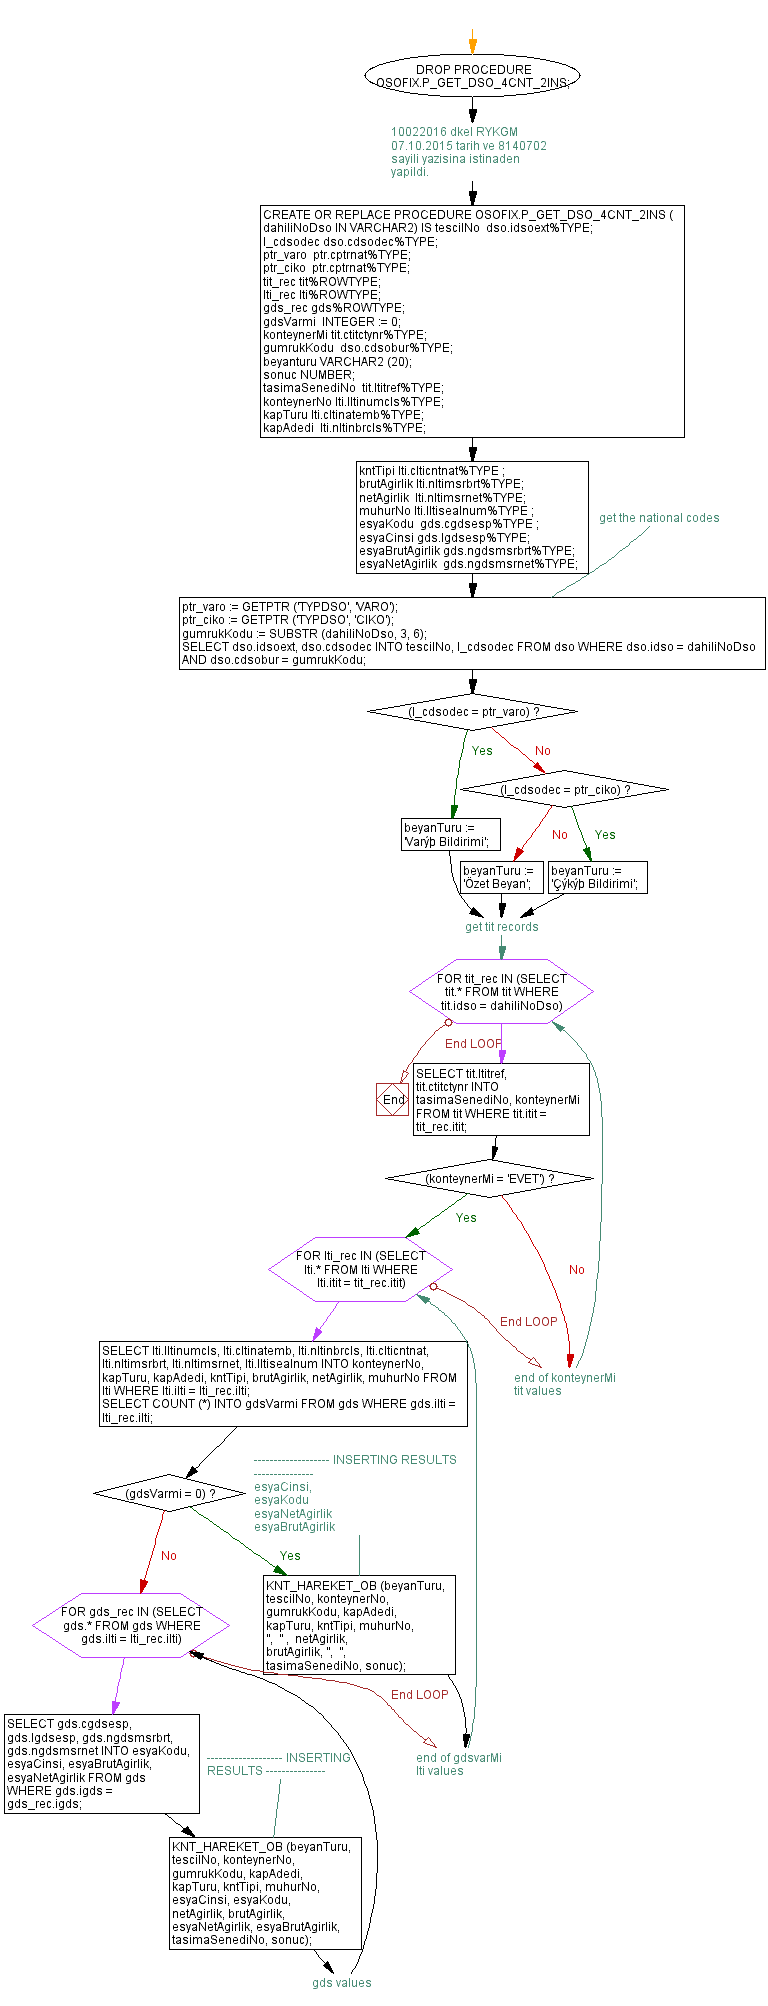 DROP PROCEDURE
OSOFIX.P_GET_DSO_4CNT_2INS;
10022016 dkel RYKGM
07.10.2015 tarih ve 8140702
sayili yazisina istinaden
yapildi.
CREATE OR REPLACE PROCEDURE OSOFIX.P_GET_DSO_4CNT_2INS (
dahiliNoDso IN VARCHAR2) IS tescilNo  dso.idsoext%TYPE;
l_cdsodec dso.cdsodec%TYPE;
ptr_varo  ptr.cptrnat%TYPE;
ptr_ciko  ptr.cptrnat%TYPE;
tit_rec tit%ROWTYPE;
lti_rec lti%ROWTYPE;
gds_rec gds%ROWTYPE;
gdsVarmi  INTEGER := 0;
konteynerMi tit.ctitctynr%TYPE;
gumrukKodu  dso.cdsobur%TYPE;
beyanturu VARCHAR2 (20);
sonuc NUMBER;
tasimaSenediNo  tit.ltitref%TYPE;
konteynerNo lti.lltinumcls%TYPE;
kapTuru lti.cltinatemb%TYPE;
kapAdedi  lti.nltinbrcls%TYPE;
kntTipi lti.clticntnat%TYPE ;
brutAgirlik lti.nltimsrbrt%TYPE;
netAgirlik  lti.nltimsrnet%TYPE;
muhurNo lti.lltisealnum%TYPE ;
esyaKodu  gds.cgdsesp%TYPE ;
esyaCinsi gds.lgdsesp%TYPE;
esyaBrutAgirlik gds.ngdsmsrbrt%TYPE;
esyaNetAgirlik  gds.ngdsmsrnet%TYPE;
get the national codes
ptr_varo := GETPTR ('TYPDSO', 'VARO');
ptr_ciko := GETPTR ('TYPDSO', 'CIKO');
gumrukKodu := SUBSTR (dahiliNoDso, 3, 6);
SELECT dso.idsoext, dso.cdsodec INTO tescilNo, l_cdsodec FROM dso WHERE dso.idso = dahiliNoDso
AND dso.cdsobur = gumrukKodu;
(l_cdsodec = ptr_varo) ?
Yes
No
(l_cdsodec = ptr_ciko) ?
beyanTuru :=
'Varýþ Bildirimi';
No
Yes
beyanTuru :=
'Özet Beyan';
beyanTuru :=
'Çýkýþ Bildirimi';
get tit records
FOR tit_rec IN (SELECT
tit.* FROM tit WHERE
tit.idso = dahiliNoDso)
End LOOP
End
SELECT tit.ltitref,
tit.ctitctynr INTO
tasimaSenediNo, konteynerMi
FROM tit WHERE tit.itit =
tit_rec.itit;
(konteynerMi = 'EVET') ?
Yes
No
FOR lti_rec IN (SELECT
lti.* FROM lti WHERE
lti.itit = tit_rec.itit)
End LOOP
end of konteynerMi
tit values
SELECT lti.lltinumcls, lti.cltinatemb, lti.nltinbrcls, lti.clticntnat,
lti.nltimsrbrt, lti.nltimsrnet, lti.lltisealnum INTO konteynerNo,
kapTuru, kapAdedi, kntTipi, brutAgirlik, netAgirlik, muhurNo FROM
lti WHERE lti.ilti = lti_rec.ilti;
SELECT COUNT (*) INTO gdsVarmi FROM gds WHERE gds.ilti =
lti_rec.ilti;
(gdsVarmi = 0) ?
------------------- INSERTING RESULTS
---------------
esyaCinsi,
esyaKodu
esyaNetAgirlik
esyaBrutAgirlik
No
Yes
KNT_HAREKET_OB (beyanTuru,
tescilNo, konteynerNo,
gumrukKodu, kapAdedi,
kapTuru, kntTipi, muhurNo,
'',  '' ,  netAgirlik,
brutAgirlik, '',  '',
tasimaSenediNo, sonuc);
FOR gds_rec IN (SELECT
gds.* FROM gds WHERE
gds.ilti = lti_rec.ilti)
End LOOP
end of gdsvarMi
lti values
SELECT gds.cgdsesp,
gds.lgdsesp, gds.ngdsmsrbrt,
gds.ngdsmsrnet INTO esyaKodu,
esyaCinsi, esyaBrutAgirlik,
esyaNetAgirlik FROM gds
WHERE gds.igds =
gds_rec.igds;
------------------- INSERTING
RESULTS ---------------
KNT_HAREKET_OB (beyanTuru,
tescilNo, konteynerNo,
gumrukKodu, kapAdedi,
kapTuru, kntTipi, muhurNo,
esyaCinsi, esyaKodu,
netAgirlik, brutAgirlik,
esyaNetAgirlik, esyaBrutAgirlik,
tasimaSenediNo, sonuc);
gds values